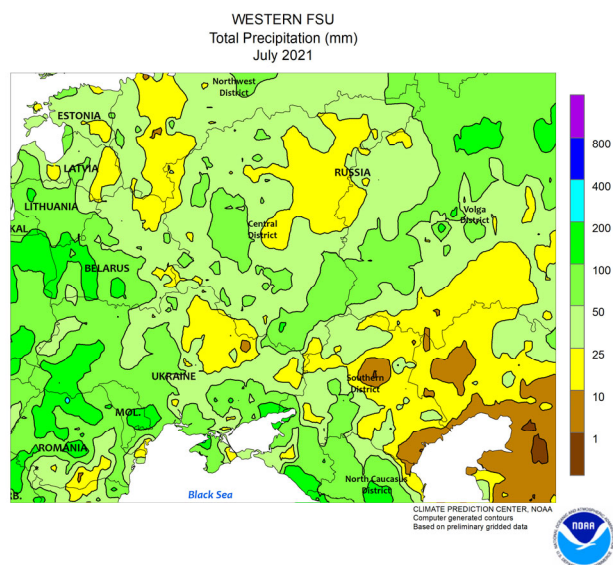 WESTERN FSU
Total Precipitation (mm)
July 2021
Northwest
District
ESTONIA
LATVIA
RUSSIA
LITHUANIA
KAL.
Volga
District
Central
District
BELARUS
UKRAINE
Southern
District
MOL.
ROMANIA
North Caucasus
District
B.
Black Sea
800
400
200
100
50
25
10
1
CLIMATE PREDICTION CENTER, NOAA
Computer generated contours
Based on preliminary gridded data
NOAA